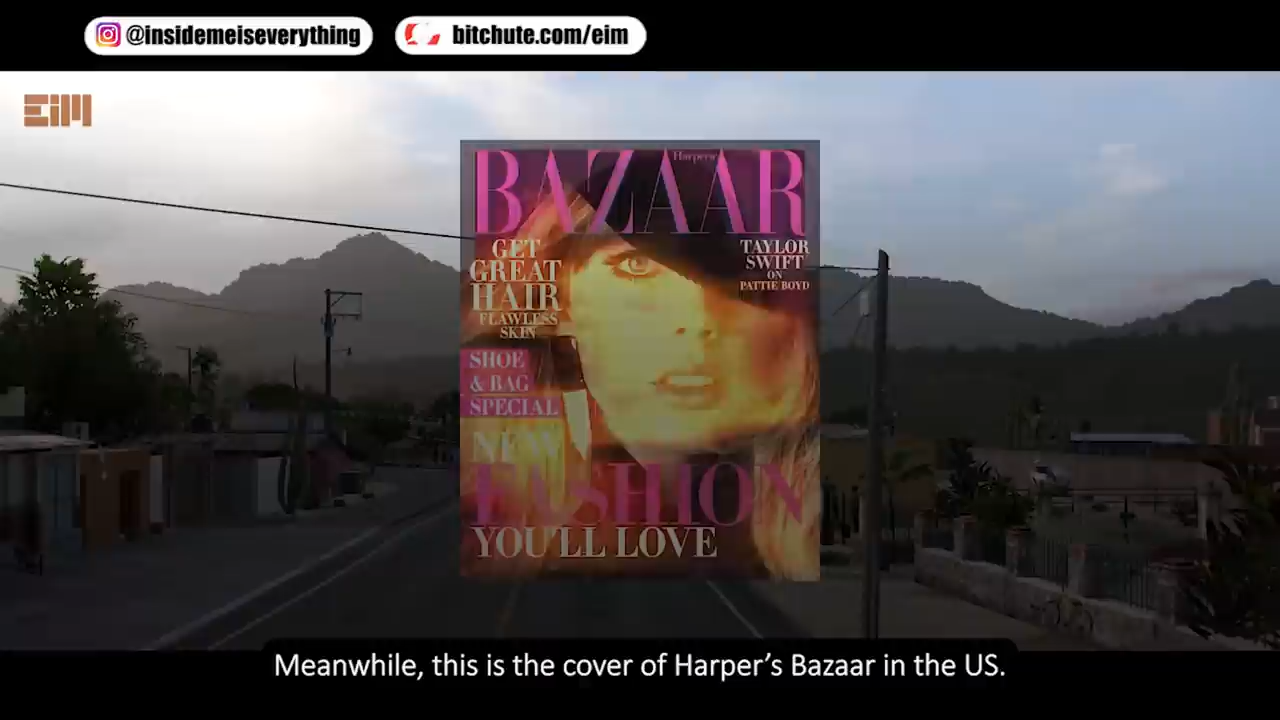 @insidemeiseverything
bitchute.com/eim
EIM
Harper's
BAZAAR
GET
GREAT
HAIR
FLAWLESS
SKIN
TAYLOR
SWIFT
ON
PATTIE BOYD
SHOE
& BAG
SPECIAL
NEW
FASHION
YOU'LL LOVE
Meanwhile, this is the cover of Harper's Bazaar in the US.